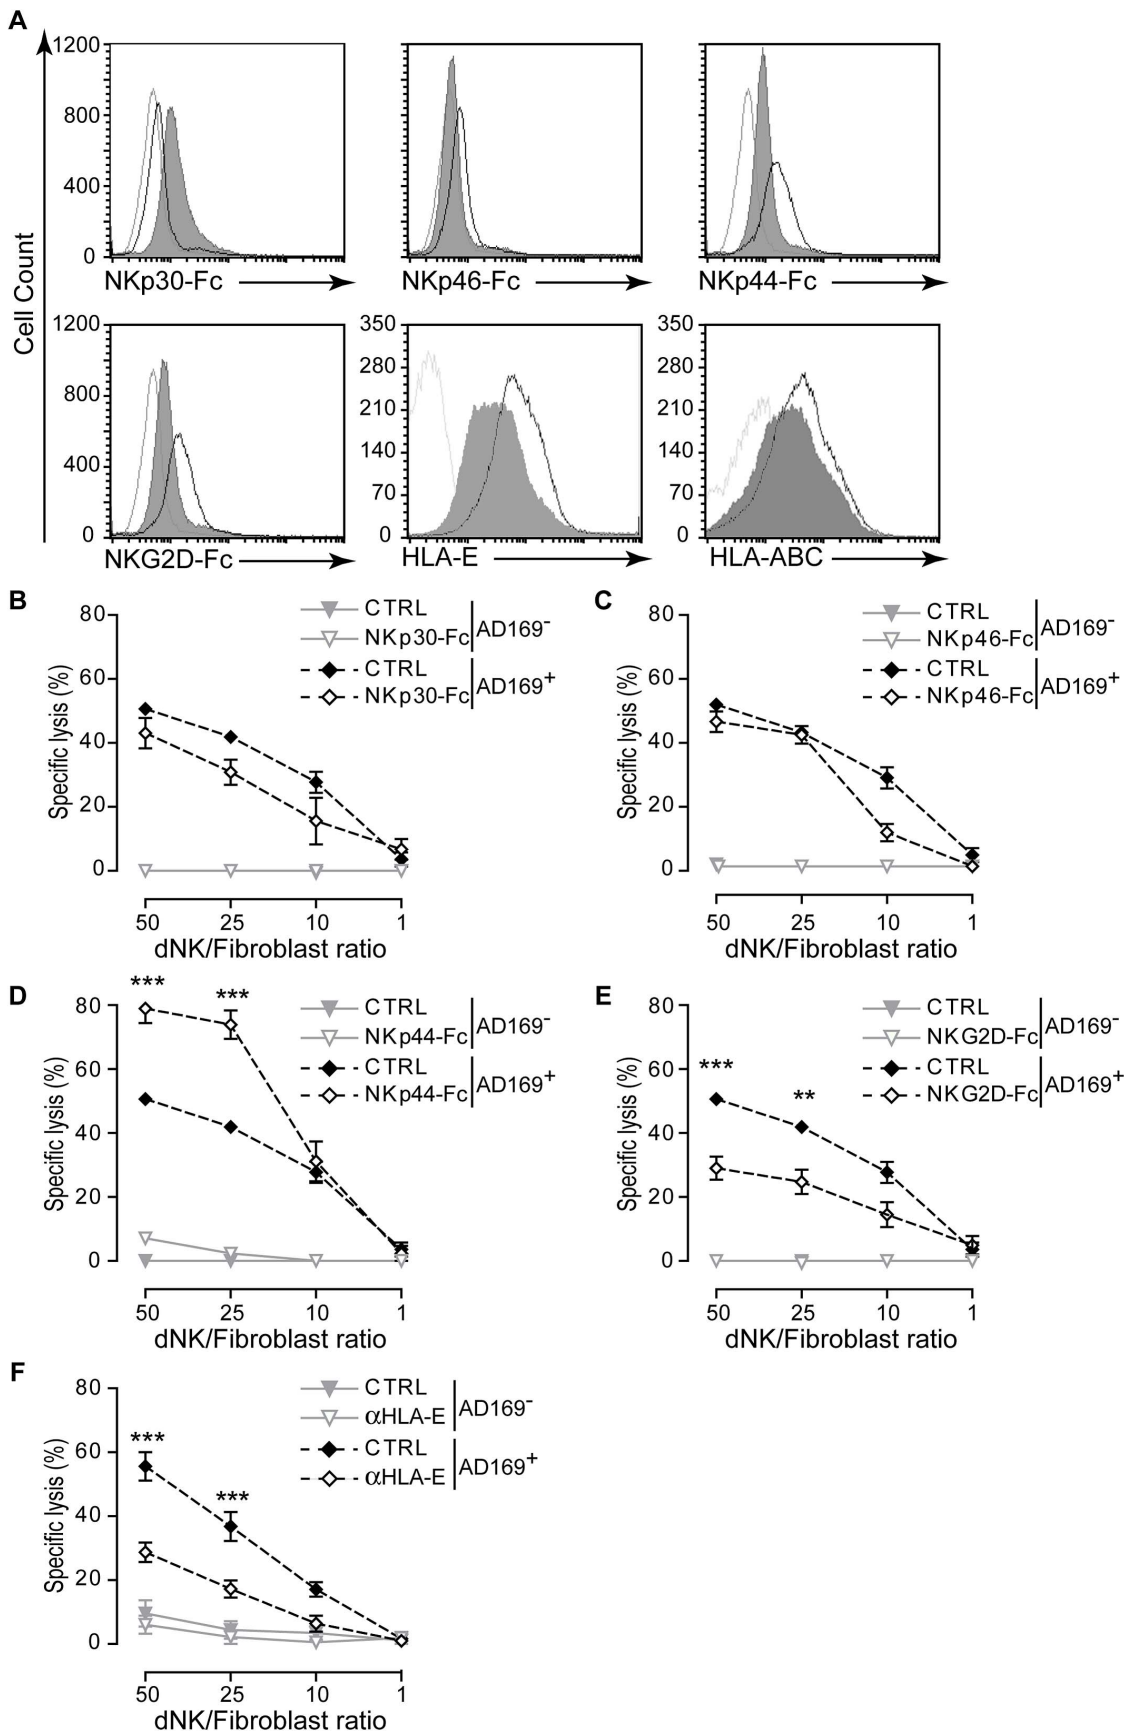 A
Cell Count
1200
800
400
0
NKp30-Fc
NKp46-Fc
NKp44-Fc
1200
800
400
0
NKG2D-Fc
350
280
210
140
70
0
HLA-E
350
280
210
140
70
0
HLA-ABC
B
80
60
40
20
0
Specific lysis (%)
CTRL
NKp30-Fc
AD169-
CTRL
NKp30-Fc
AD169+
50 25 10 1
dNK/Fibroblast ratio
C
80
60
40
20
0
Specific lysis (%)
CTRL
NKp46-Fc
AD169-
CTRL
NKp46-Fc
AD169+
50 25 10 1
dNK/Fibroblast ratio
D
80
60
40
20
0
Specific lysis (%)
***
***
CTRL
NKp44-Fc
AD169-
CTRL
NKp44-Fc
AD169+
50 25 10 1
dNK/Fibroblast ratio
E
80
60
40
20
0
Specific lysis (%)
***
**
CTRL
NKG2D-Fc
AD169-
CTRL
NKG2D-Fc
AD169+
50 25 10 1
dNK/Fibroblast ratio
F
80
60
40
20
0
Specific lysis (%)
***
***
CTRL
αHLA-E
AD169-
CTRL
αHLA-E
AD169+
50 25 10 1
dNK/Fibroblast ratio